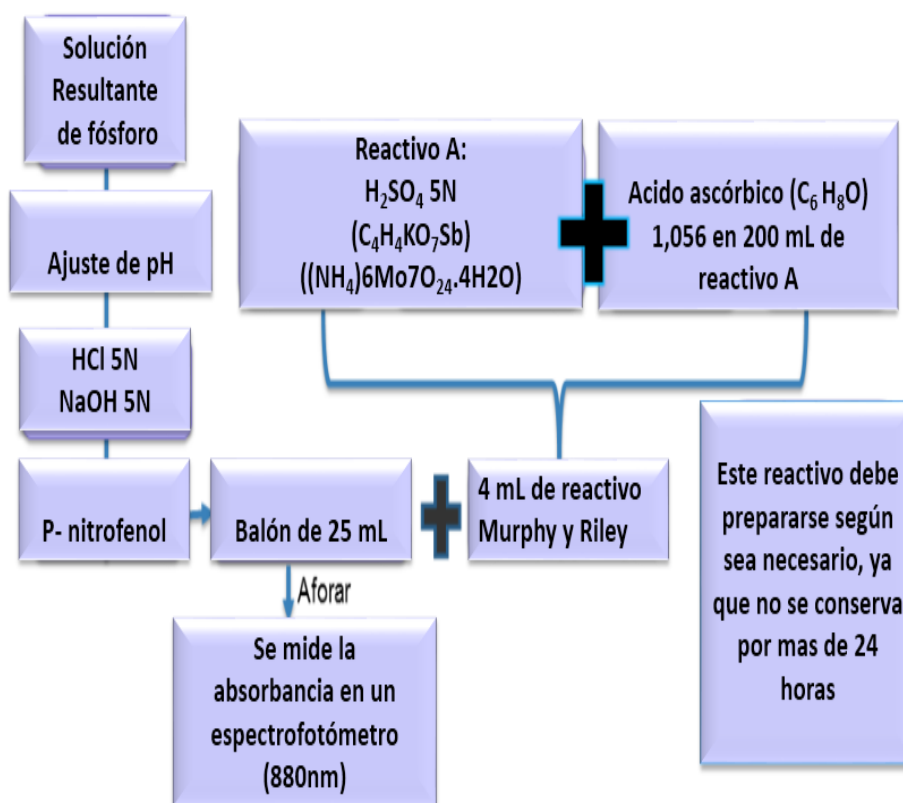 Solución
Resultante
de fósforo
Ajuste de pH
HCl 5N
NaOH 5N
P- nitrofenol
Reactivo A:
H₂SO₄ 5N
(C₄H₄KO₇Sb)
((NH₄)6Mo7O₂₄.4H2O)
Acido ascórbico (C₆ H₈O)
1,056 en 200 mL de
reactivo A
Balón de 25 mL
4 mL de reactivo
Murphy y Riley
Aforar
Se mide la
absorbancia en un
espectrofotómetro
(880nm)
Este reactivo debe
prepararse según
sea necesario, ya
que no se conserva
por mas de 24
horas